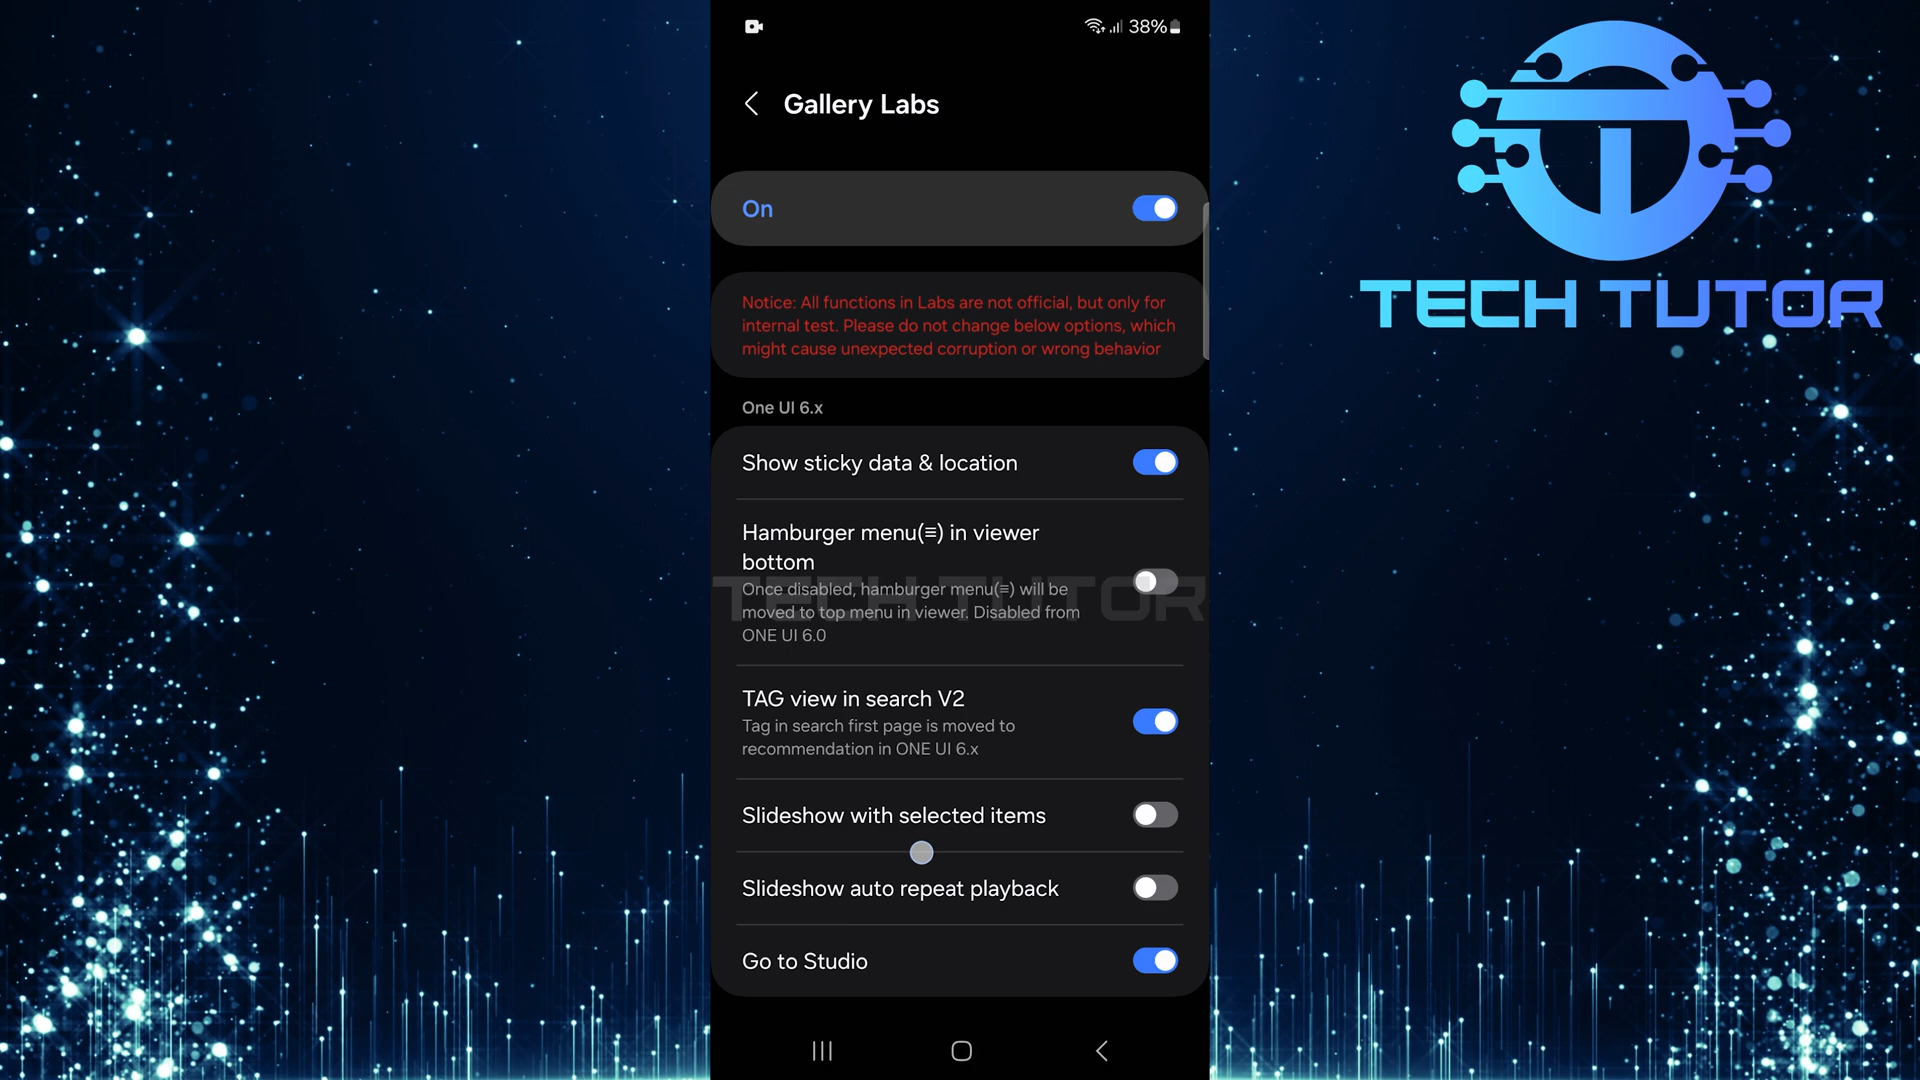 38%
Gallery Labs
On
Notice: All functions in Labs are not official, but only for
internal test. Please do not change below options, which
might cause unexpected corruption or wrong behavior
One UI 6.x
Show sticky data & location
Hamburger menu(≡) in viewer
bottom
Once disabled, hamburger menu(≡) will be
moved to top menu in viewer. Disabled from
ONE UI 6.0
TAG view in search V2
Tag in search first page is moved to
recommendation in ONE UI 6.x
Slideshow with selected items
Slideshow auto repeat playback
Go to Studio
TECH TUTOR
TECH TUTOR